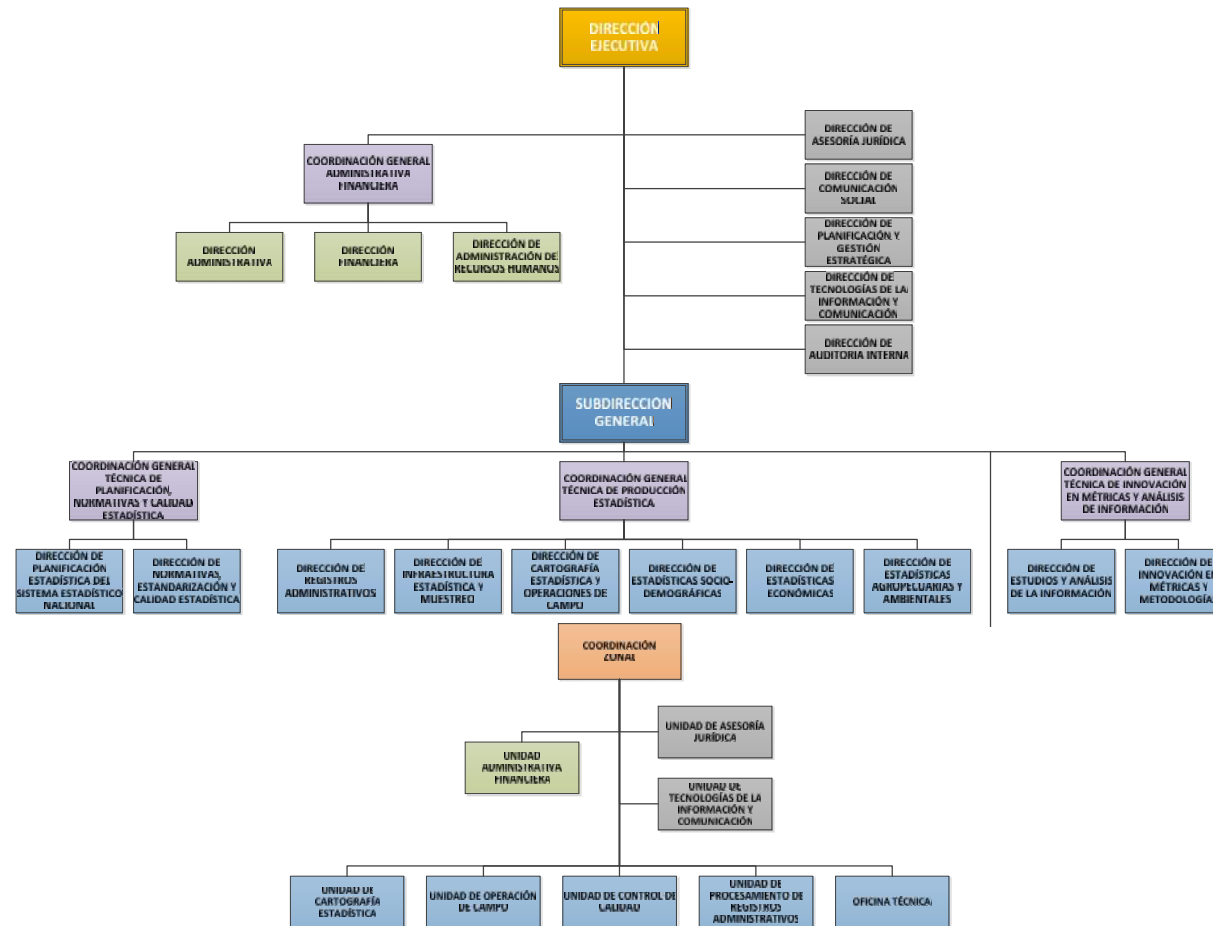 DIRECCIÓN
EJECUTIVA
DIRECCIÓN DE
ASESORÍA JURÍDICA
COORDINACIÓN GENERAL
ADMINISTRATIVA
FINANCIERA
DIRECCIÓN DE
COMUNICACIÓN
SOCIAL
DIRECCIÓN
ADMINISTRATIVA
DIRECCIÓN
FINANCIERA
DIRECCIÓN DE
ADMINISTRACIÓN DE
RECURSOS HUMANOS
DIRECCIÓN DE
PLANIFICACIÓN Y
GESTIÓN
ESTRATÉGICA
DIRECCIÓN DE
TECNOLOGÍAS DE LA
INFORMACIÓN Y
COMUNICACIÓN
DIRECCIÓN DE
AUDITORIA INTERNA
SUBDIRECCIÓN
GENERAL
COORDINACIÓN GENERAL
TÉCNICA DE
PLANIFICACIÓN,
NORMATIVAS Y CALIDAD
ESTADÍSTICA
COORDINACIÓN GENERAL
TÉCNICA DE PRODUCCIÓN
ESTADÍSTICA
COORDINACIÓN GENERAL
TÉCNICA DE INNOVACIÓN
EN MÉTRICAS Y ANÁLISIS
DE INFORMACIÓN
DIRECCIÓN DE
PLANIFICACIÓN
ESTADÍSTICA DEL
SISTEMA ESTADÍSTICO
NACIONAL
DIRECCIÓN DE
NORMATIVAS,
ESTANDARIZACIÓN Y
CALIDAD ESTADÍSTICA
DIRECCIÓN DE
REGISTROS
ADMINISTRATIVOS
DIRECCIÓN DE
INFRAESTRUCTURA
ESTADÍSTICA Y
MUESTREO
DIRECCIÓN DE
CARTOGRAFÍA
ESTADÍSTICA Y
OPERACIONES DE
CAMPO
DIRECCIÓN DE
ESTADÍSTICAS SOCIO-
DEMOGRÁFICAS
DIRECCIÓN DE
ESTADÍSTICAS
ECONÓMICAS
DIRECCIÓN DE
ESTADÍSTICAS
AGROPECUARIAS Y
AMBIENTALES
DIRECCIÓN DE
ESTUDIOS Y ANÁLISIS
DE LA INFORMACIÓN
DIRECCIÓN DE
INNOVACIÓN EN
MÉTRICAS Y
METODOLOGÍA
COORDINACIÓN
ZONAL
UNIDAD DE ASESORÍA
JURÍDICA
UNIDAD
ADMINISTRATIVA
FINANCIERA
UNIDAD DE
TECNOLOGÍAS DE LA
INFORMACIÓN Y
COMUNICACIÓN
UNIDAD DE
CARTOGRAFÍA
ESTADÍSTICA
UNIDAD DE OPERACIÓN
DE CAMPO
UNIDAD DE CONTROL DE
CALIDAD
UNIDAD DE
PROCESAMIENTO DE
REGISTROS
ADMINISTRATIVOS
OFICINA TÉCNICA